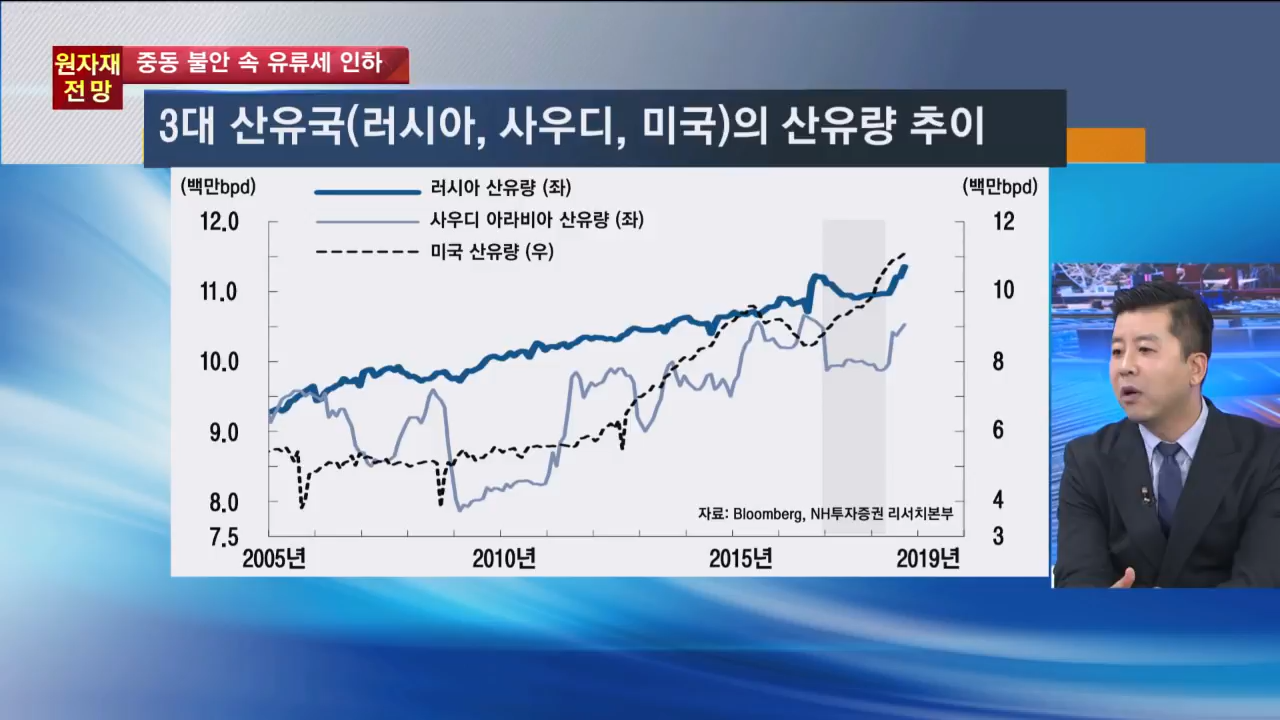 원자재
전망
중동 불안 속 유류세 인하
3대 산유국(러시아, 사우디, 미국)의 산유량 추이
(백만bpd)
(백만bpd)
러시아 산유량 (좌)
사우디 아라비아 산유량 (좌)
미국 산유량 (우)
12.0
11.0
10.0
9.0
8.0
7.5
12
10
8
6
4
3
자료: Bloomberg, NH투자증권 리서치본부
2005년
2010년
2015년
2019년